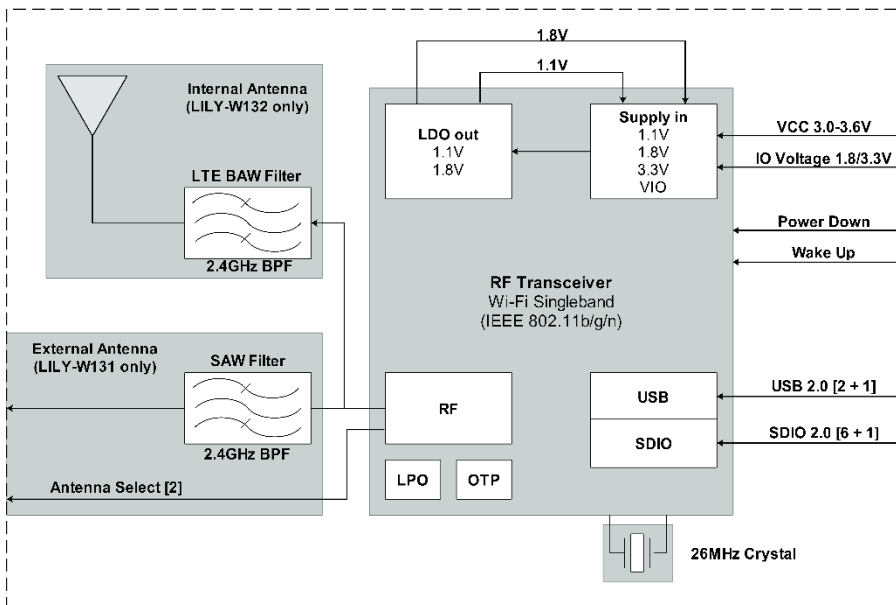 1.8V
1.1V
Internal Antenna
(LILY-W132 only)
LTE BAW Filter
2.4GHz BPF
LDO out
1.1V
1.8V
Supply in
1.1V
1.8V
3.3V
VIO
VCC 3.0-3.6V
IO Voltage 1.8/3.3V
Power Down
Wake Up
RF Transceiver
Wi-Fi Singleband
(IEEE 802.11b/g/n)
External Antenna
(LILY-W131 only)
SAW Filter
2.4GHz BPF
Antenna Select [2]
RF
LPO
OTP
USB
SDIO
USB 2.0 [2 + 1]
SDIO 2.0 [6 + 1]
26MHz Crystal